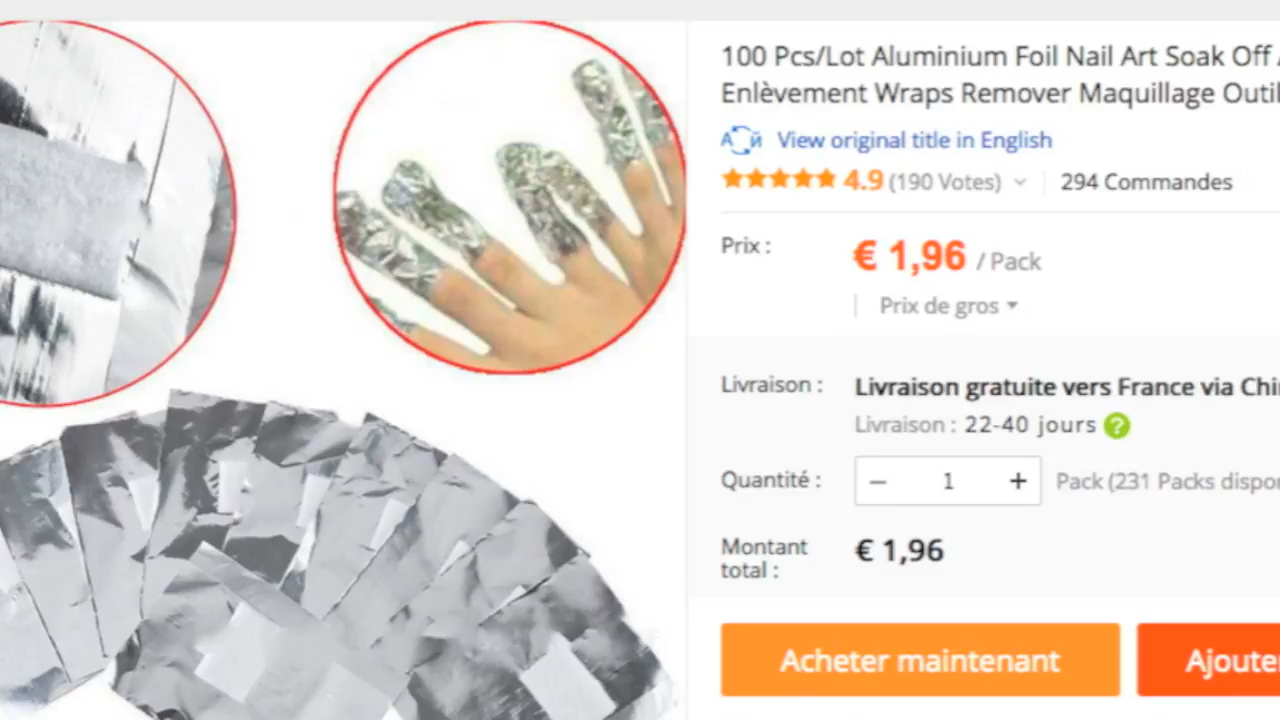 100 Pcs/Lot Aluminium Foil Nail Art Soak Off
Enlèvement Wraps Remover Maquillage
View original title in English
4.9 (190 Votes) 294 Commandes
Prix : € 1,96 / Pack
Prix de gros
Livraison : Livraison gratuite vers France via
Livraison : 22-40 jours ?
Quantité : − 1 + Pack (231 Packs
Montant
total : € 1,96
Acheter maintenant